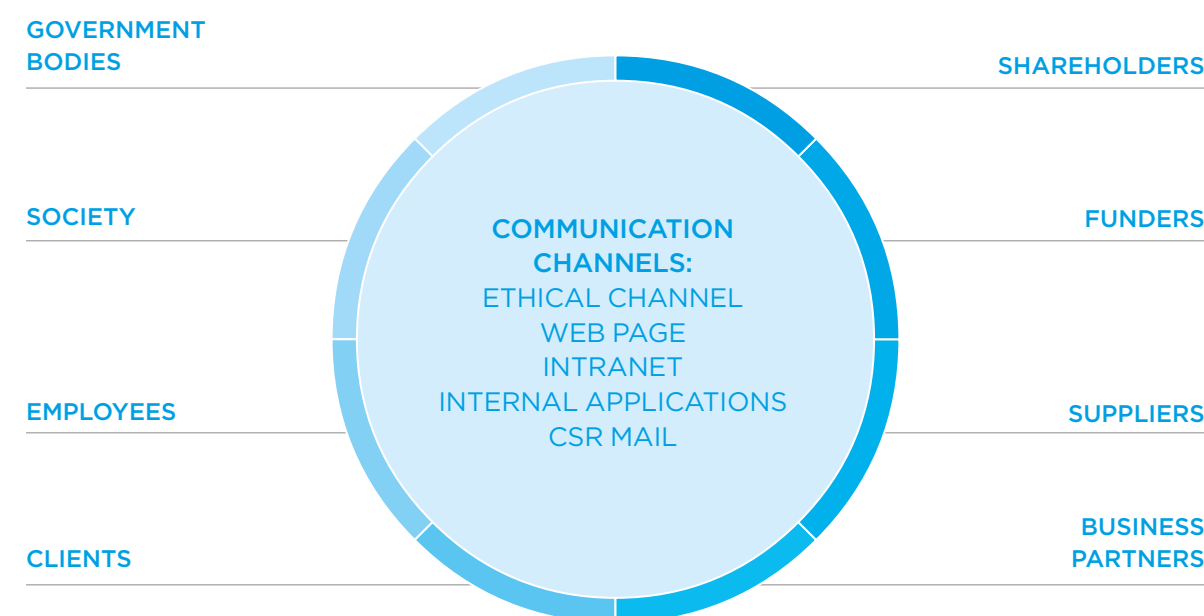 GOVERNMENT
BODIES
SHAREHOLDERS
SOCIETY
FUNDERS
COMMUNICATION
CHANNELS:
ETHICAL CHANNEL
WEB PAGE
INTRANET
INTERNAL APPLICATIONS
CSR MAIL
EMPLOYEES
SUPPLIERS
CLIENTS
BUSINESS
PARTNERS